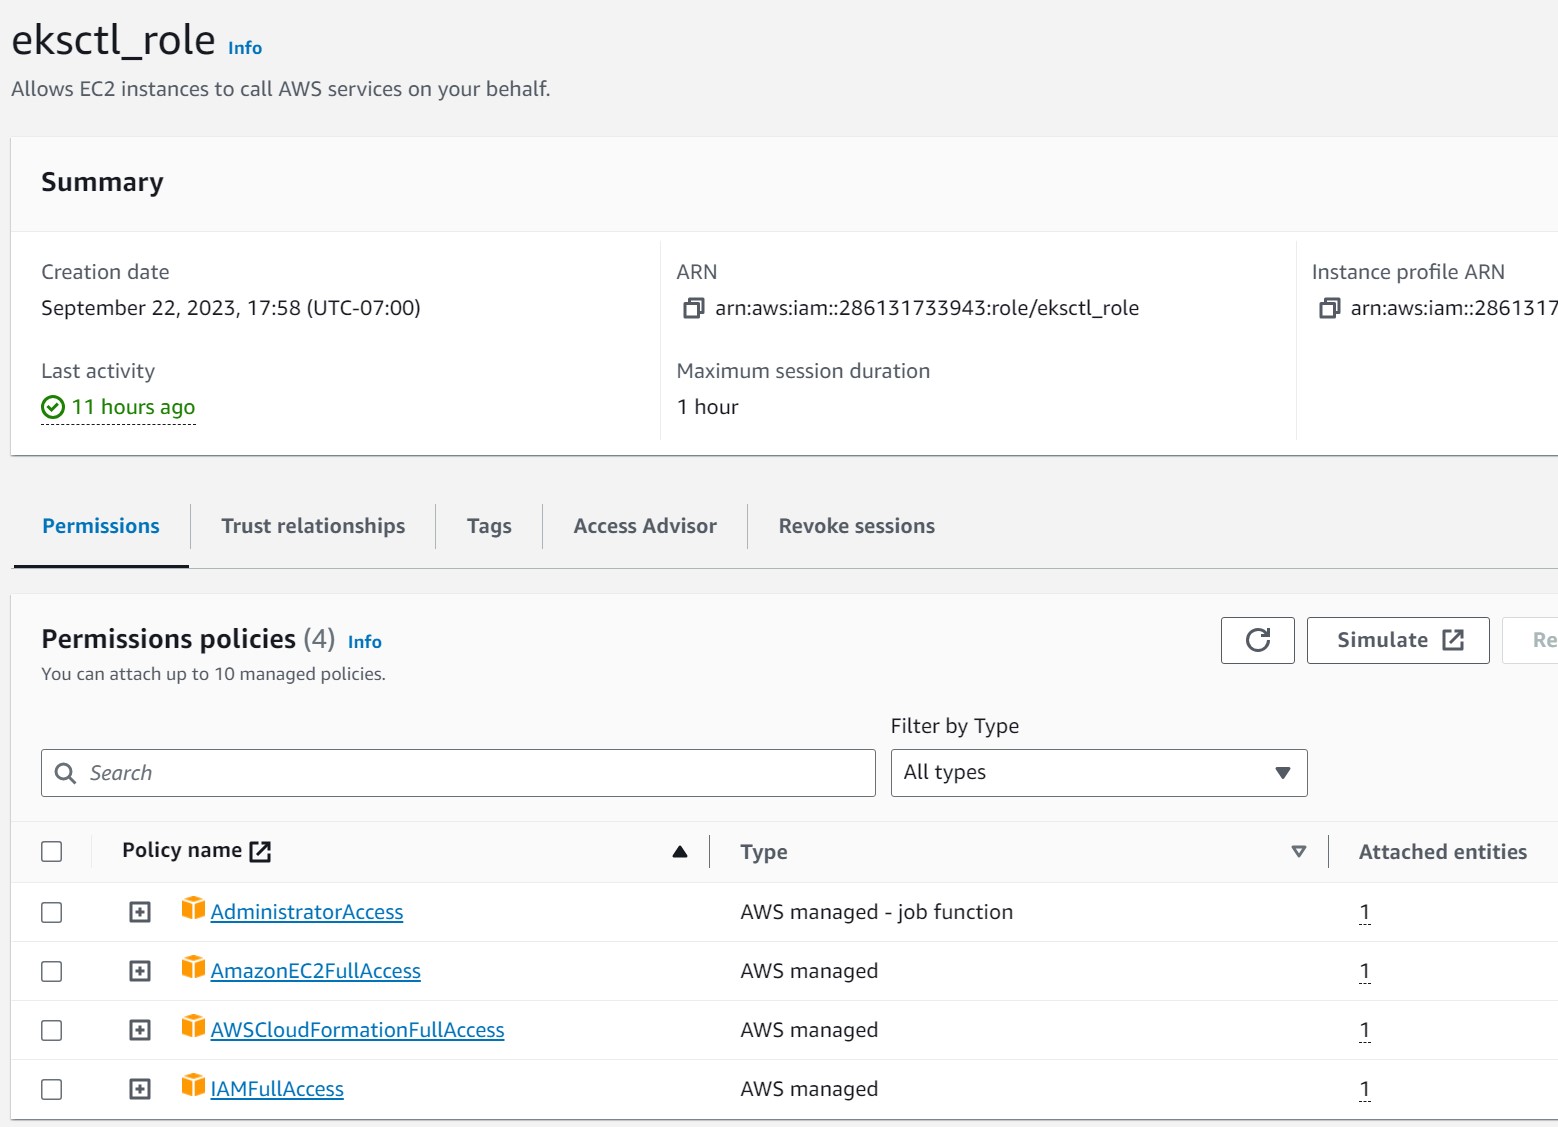 eksctl_role Info
Allows EC2 instances to call AWS services on your behalf.
Summary
Creation date
September 22, 2023, 17:58 (UTC-07:00)
ARN
arn:aws:iam::286131733943:role/eksctl_role
Instance profile ARN
arn:aws:iam::2861317
Last activity
11 hours ago
Maximum session duration
1 hour
Permissions Trust relationships Tags Access Advisor Revoke sessions
Permissions policies (4) Info
You can attach up to 10 managed policies.
Simulate Re
Filter by Type
Search All types
Policy name Type Attached entities
AdministratorAccess AWS managed - job function 1
AmazonEC2FullAccess AWS managed 1
AWSCloudFormationFullAccess AWS managed 1
IAMFullAccess AWS managed 1